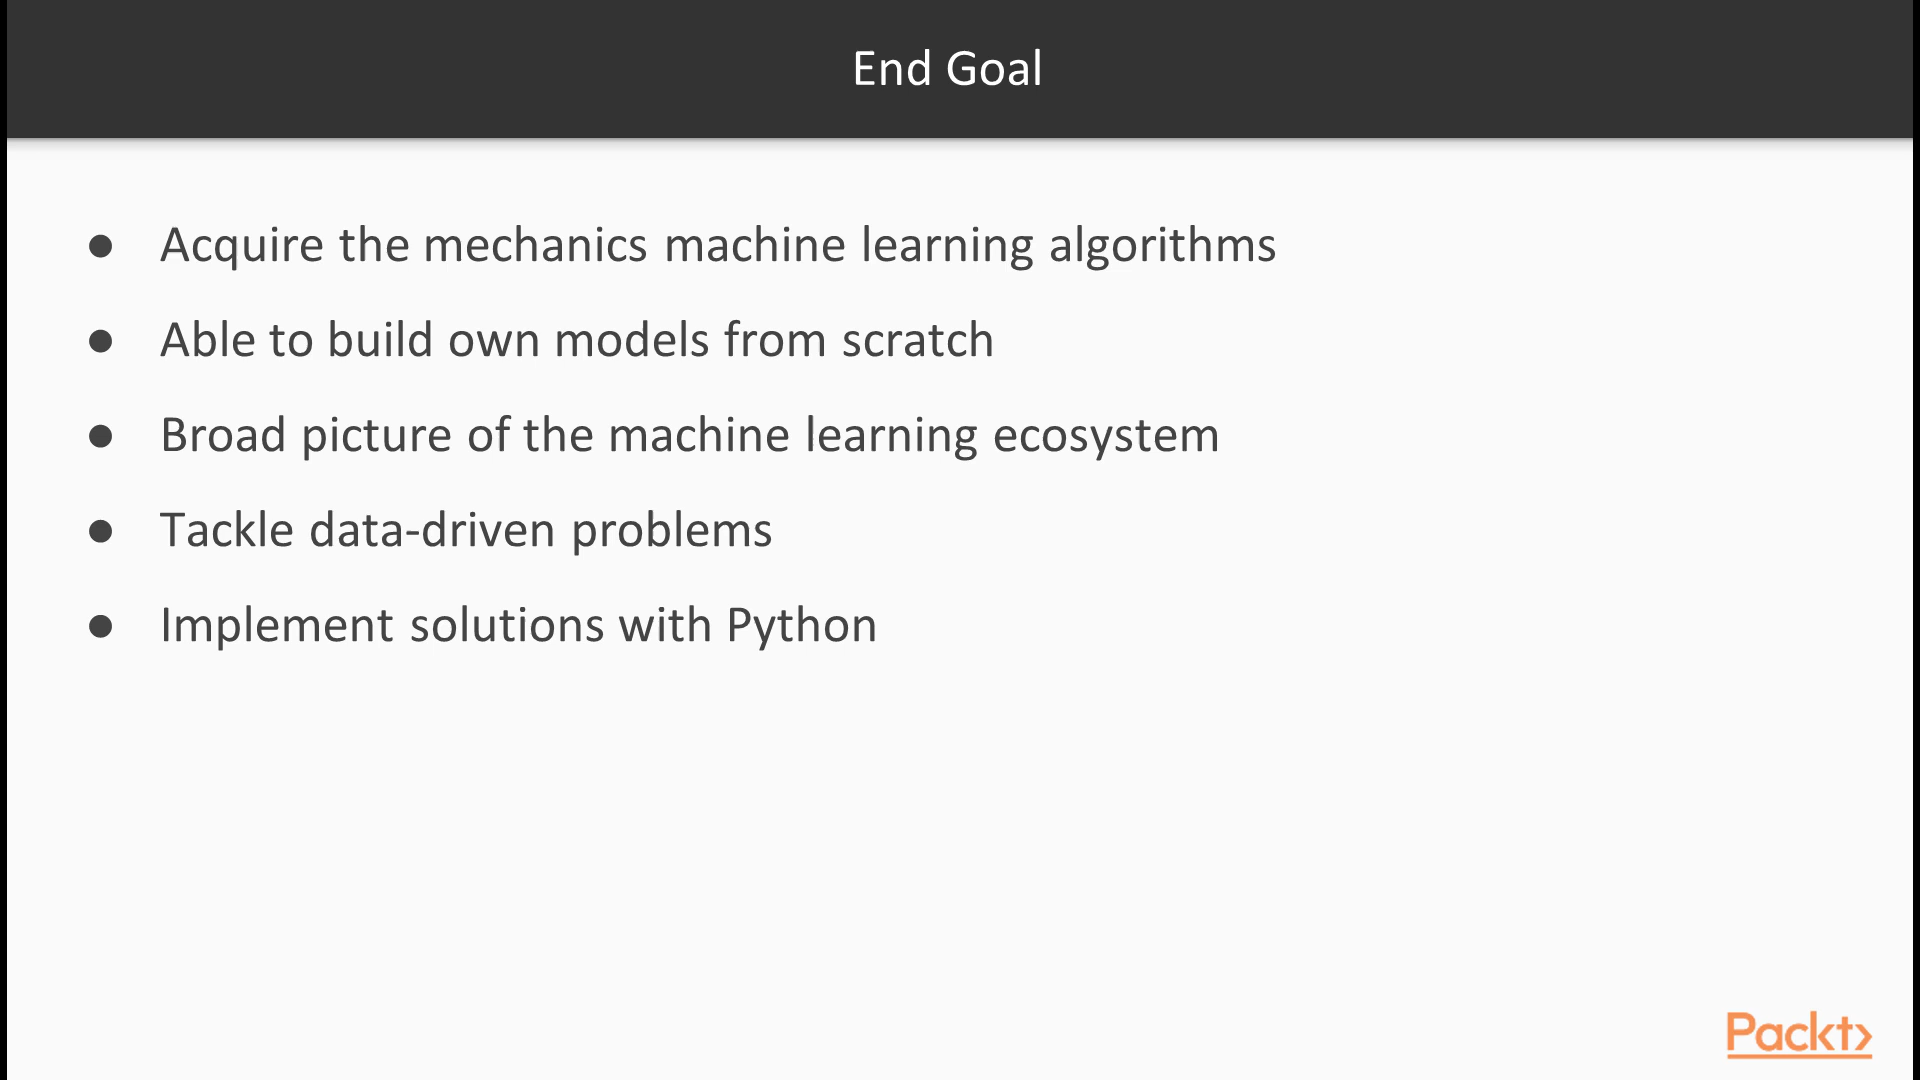 End Goal
● Acquire the mechanics machine learning algorithms
● Able to build own models from scratch
● Broad picture of the machine learning ecosystem
● Tackle data-driven problems
● Implement solutions with Python
Packt>